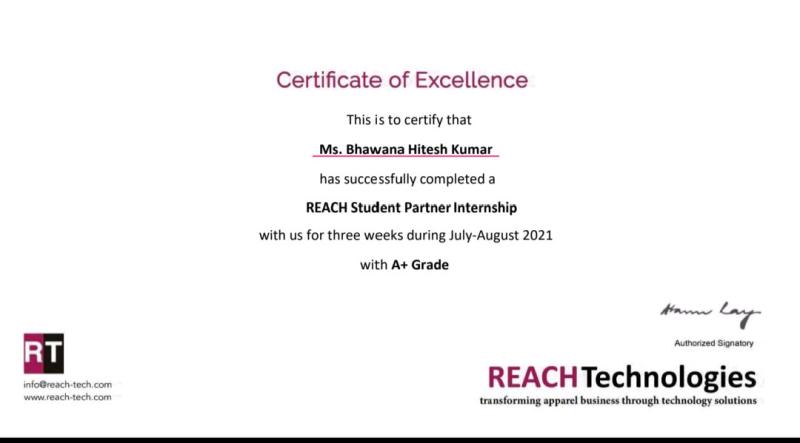 Certificate of Excellence
This is to certify that
Ms. Bhawana Hitesh Kumar
has successfully completed a
REACH Student Partner Internship
with us for three weeks during July-August 2021
with A+ Grade
Authorized Signatory
RT
info@reach-tech.com
www.reach-tech.com
REACH Technologies
transforming apparel business through technology solutions